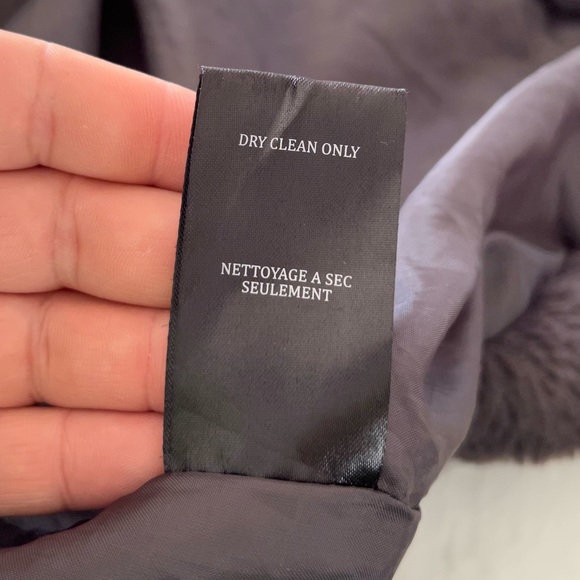 DRY CLEAN ONLY
NETTOYAGE A SEC
SEULEMENT